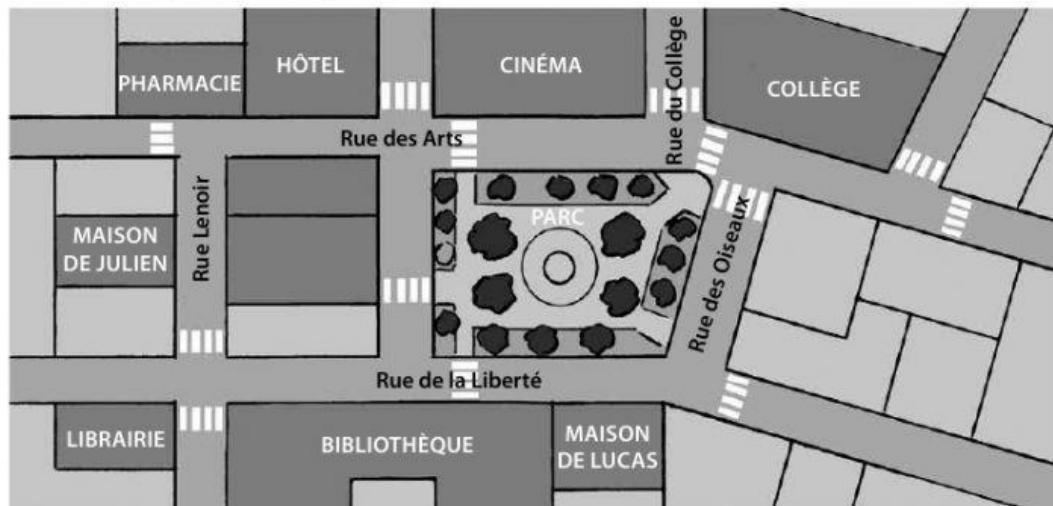 PHARMACIE
HÔTEL
CINÉMA
Rue du Collège
COLLÈGE
Rue des Arts
MAISON
DE JULIEN
Rue Lenoir
PARC
Rue des Oiseaux
Rue de la Liberté
LIBRAIRIE
BIBLIOTHÈQUE
MAISON
DE LUCAS